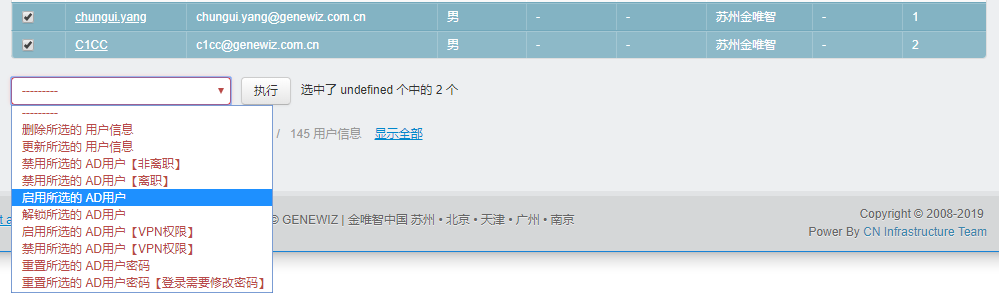 chungui.yang chungui.yang@genewiz.com.cn 男 - - 苏州金唯智 - 1
C1CC c1cc@genewiz.com.cn 男 - - 苏州金唯智 - 2
--------- 执行 选中了 undefined 个中的 2 个
---------
删除所选的 用户信息 / 145 用户信息 显示全部
更新所选的 用户信息
禁用所选的 AD用户【非离职】
禁用所选的 AD用户【离职】
启用所选的 AD用户
解锁所选的 AD用户
© GENEWIZ | 金唯智中国 苏州 • 北京 • 天津 • 广州 • 南京
Copyright © 2008-2019
Power By CN Infrastructure Team
启用所选的 AD用户【VPN权限】
禁用所选的 AD用户【VPN权限】
重置所选的 AD用户密码
重置所选的 AD用户密码【登录需要修改密码】